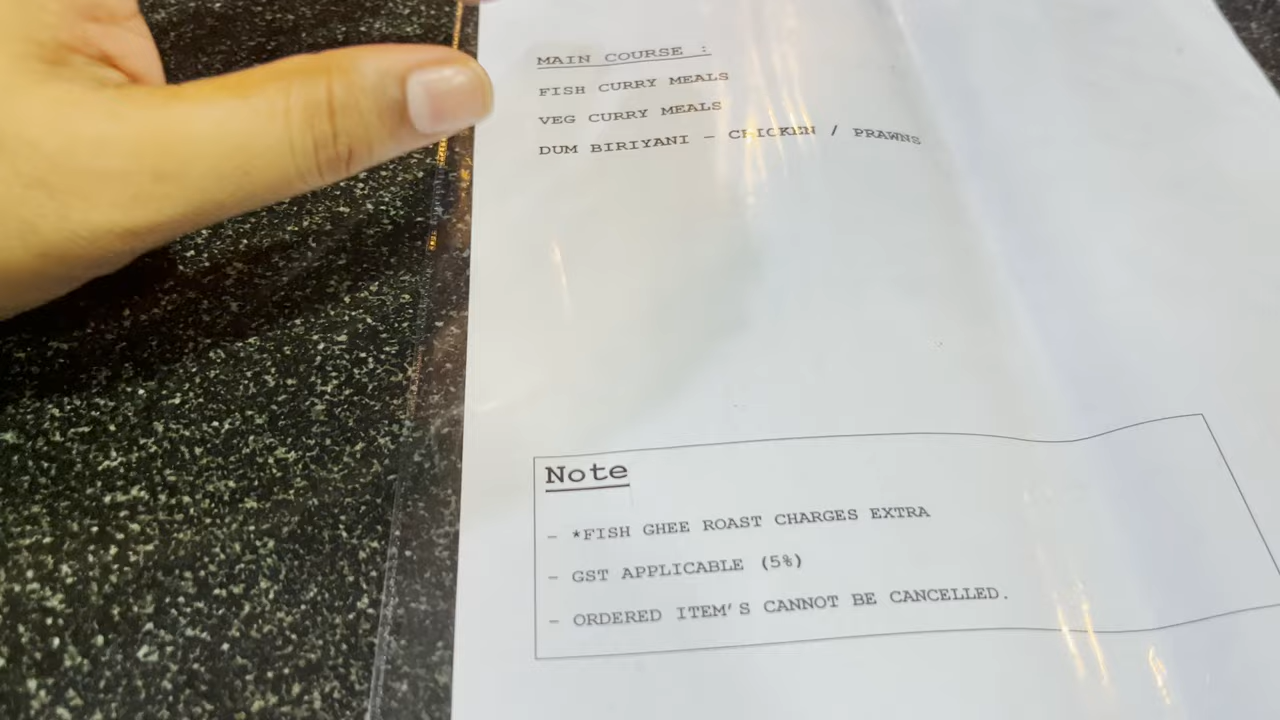 MAIN COURSE :
FISH CURRY MEALS
VEG CURRY MEALS
DUM BIRIYANI - CHICKEN / PRAWNS
Note
- *FISH GHEE ROAST CHARGES EXTRA
- GST APPLICABLE (5%)
- ORDERED ITEM'S CANNOT BE CANCELLED.